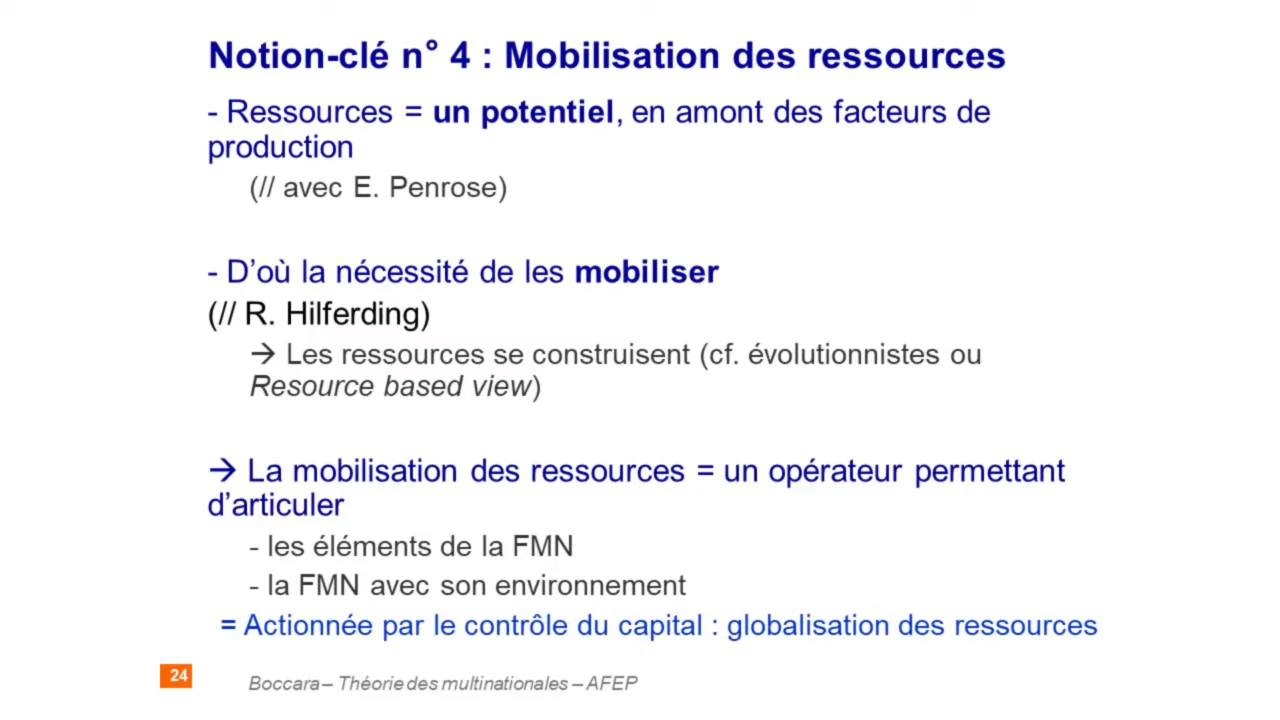 Notion-clé n° 4 : Mobilisation des ressources
- Ressources = un potentiel, en amont des facteurs de
production
(// avec E. Penrose)
- D'où la nécessité de les mobiliser
(// R. Hilferding)
→ Les ressources se construisent (cf. évolutionnistes ou
Resource based view)
→ La mobilisation des ressources = un opérateur permettant
d'articuler
- les éléments de la FMN
- la FMN avec son environnement
= Actionnée par le contrôle du capital : globalisation des ressources
24
Boccara – Théorie des multinationales – AFEP